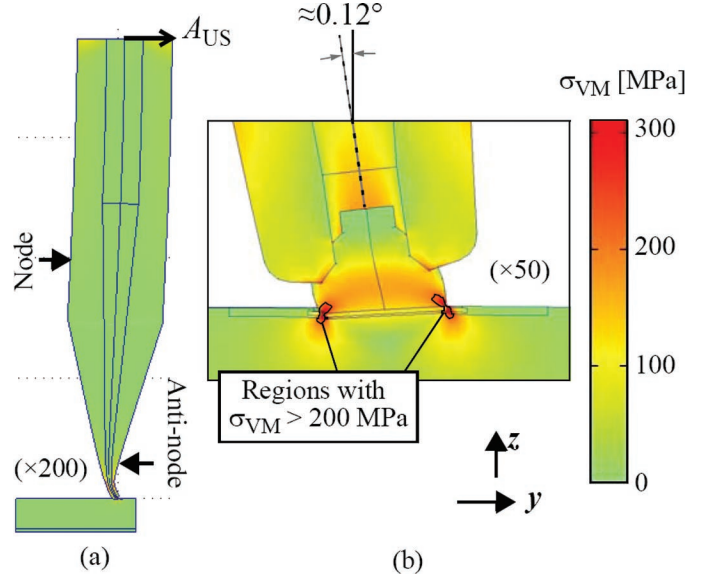 A_US
≈0.12°
σ_VM [MPa]
300
200
100
0
Node
Anti-node
(×200)
(×50)
Regions with
σ_VM > 200 MPa
z
y
(a)
(b)